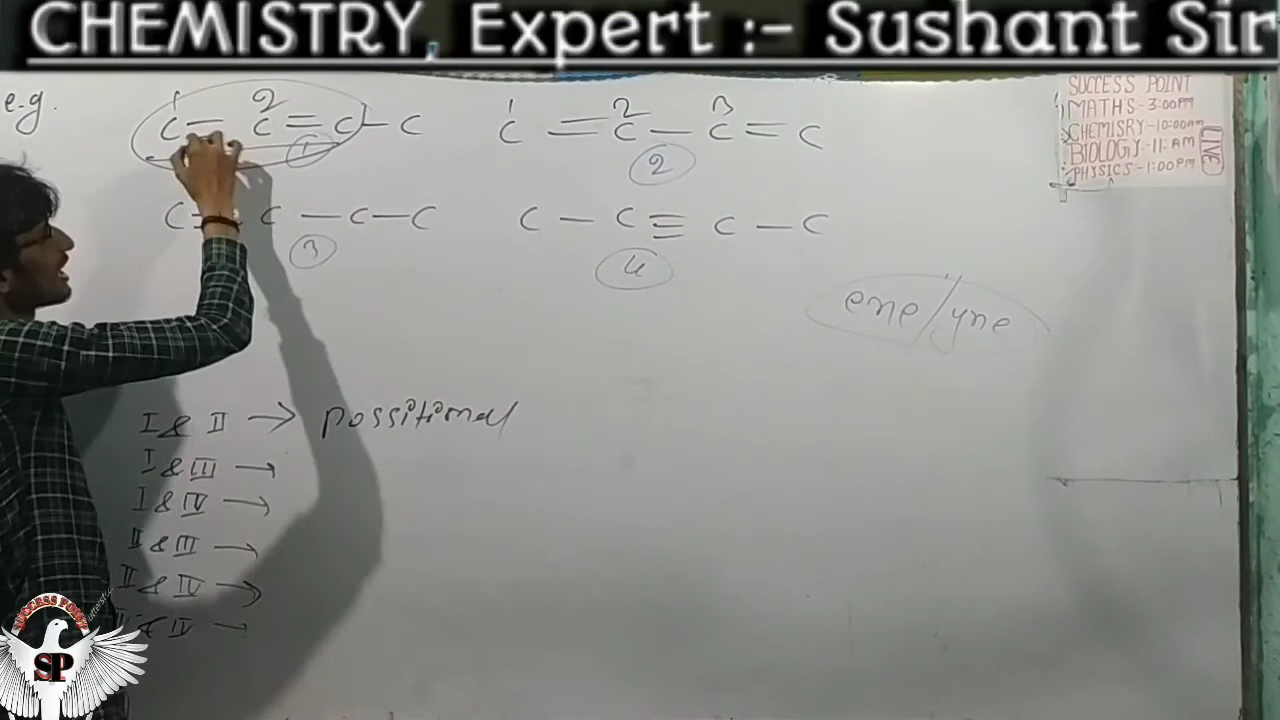 CHEMISTRY, Expert :- Sushant Sir
SUCCESS POINT
MATH'S-3:00PM
CHEMISRY-10:00am
BIOLOGY-11:AM
PHYSICS-1:00PM
LIVE
e.g.
1 2
C — C = C — C
1
1 2 3
C = C — C = C
2
C C — C — C
3
C — C ≡ C — C
4
ene/yne
I & II → possitional
I & III →
I & IV →
II & III →
II & IV →
& IV →
SUCCESS POINT
SP